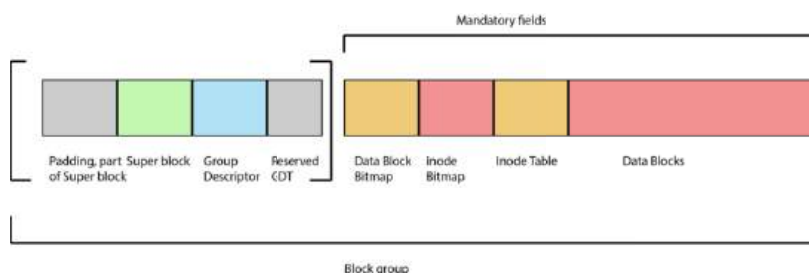 Mandatory fields
Padding, part Super block Group Reserved Data Block Inode Inode Table Data Blocks
of Super block Descriptor GDT Bitmap Bitmap
Block group